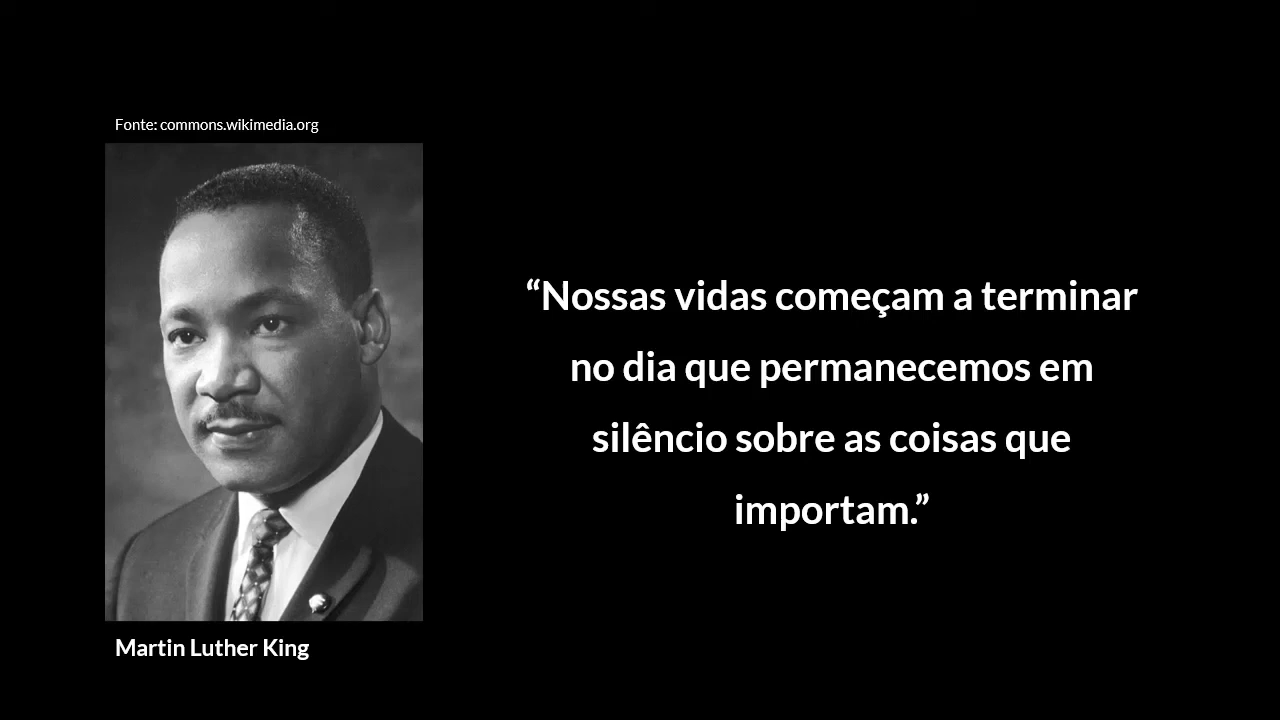 Fonte: commons.wikimedia.org
“Nossas vidas começam a terminar
no dia que permanecemos em
silêncio sobre as coisas que
importam.”
Martin Luther King